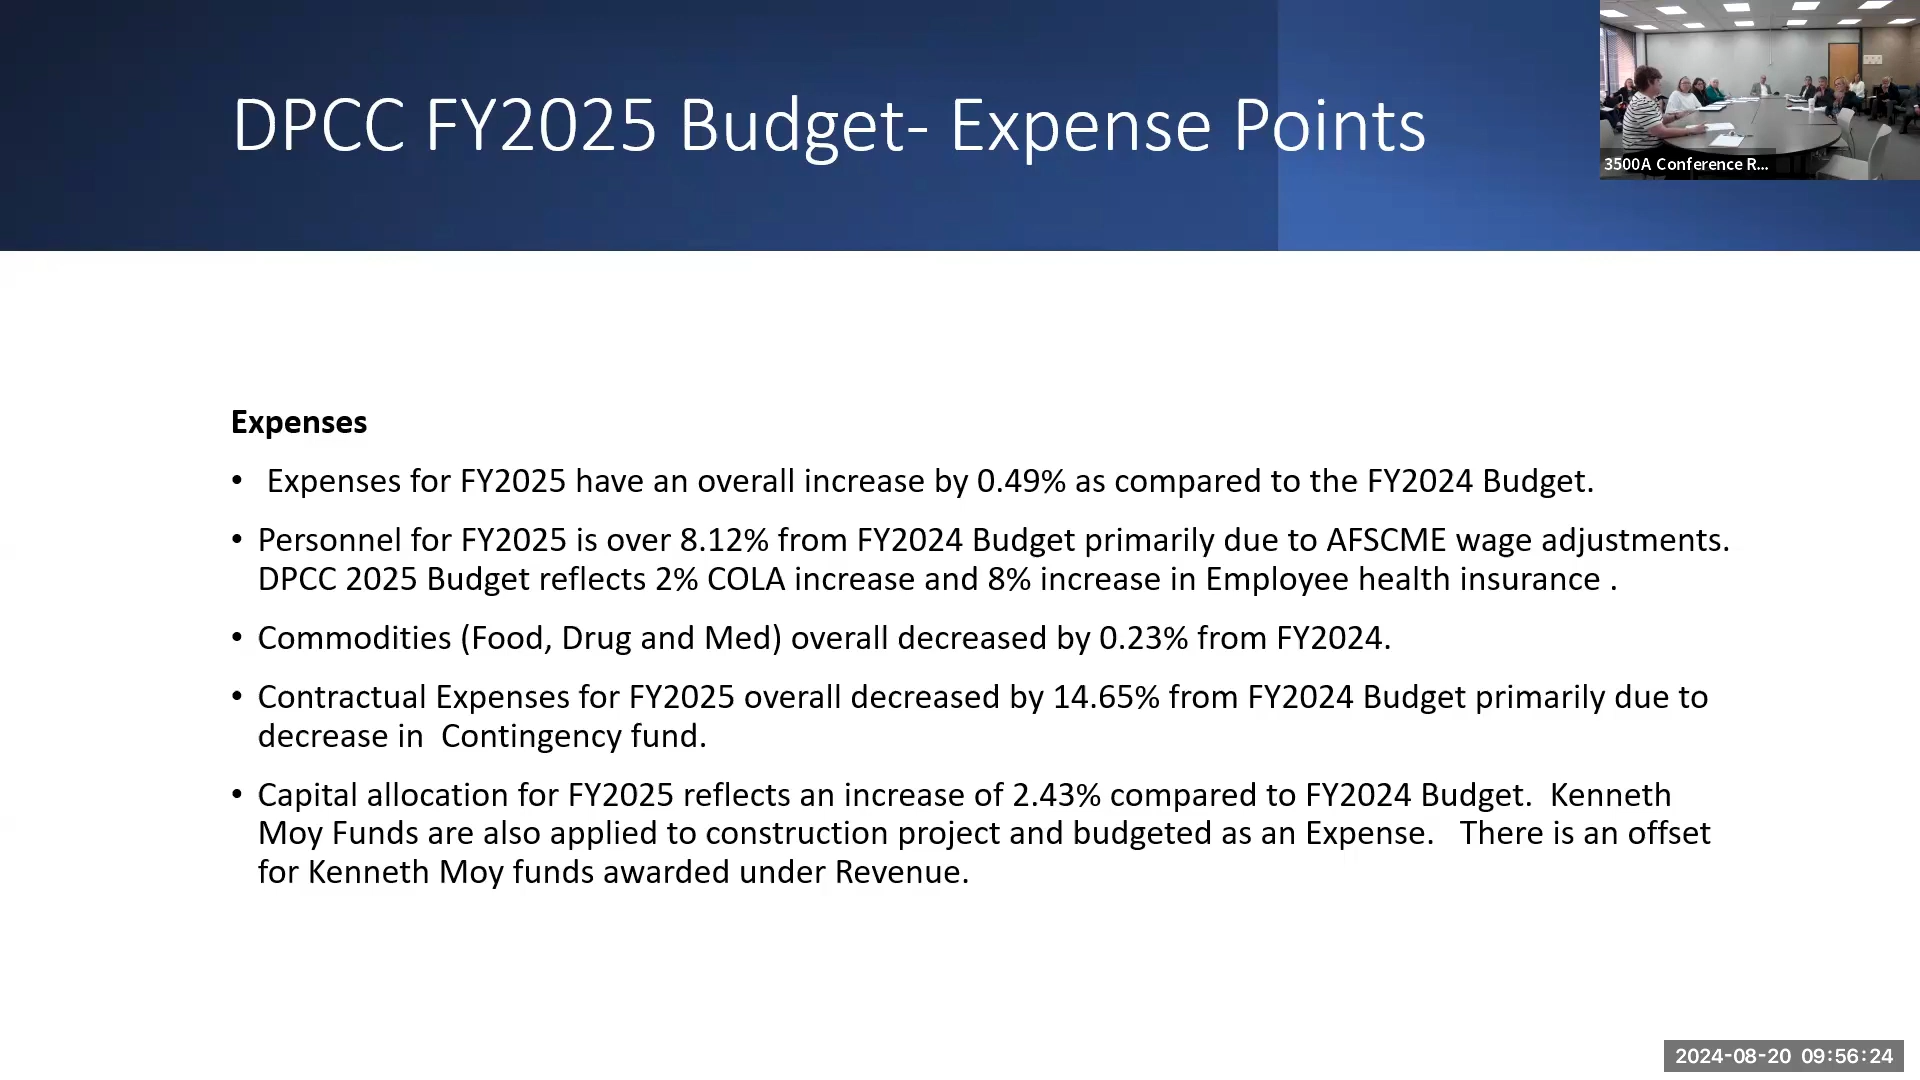 DPCC FY2025 Budget- Expense Points
3500A Conference R...
Expenses
• Expenses for FY2025 have an overall increase by 0.49% as compared to the FY2024 Budget.
• Personnel for FY2025 is over 8.12% from FY2024 Budget primarily due to AFSCME wage adjustments.
DPCC 2025 Budget reflects 2% COLA increase and 8% increase in Employee health insurance .
• Commodities (Food, Drug and Med) overall decreased by 0.23% from FY2024.
• Contractual Expenses for FY2025 overall decreased by 14.65% from FY2024 Budget primarily due to
decrease in  Contingency fund.
• Capital allocation for FY2025 reflects an increase of 2.43% compared to FY2024 Budget.  Kenneth
Moy Funds are also applied to construction project and budgeted as an Expense.   There is an offset
for Kenneth Moy funds awarded under Revenue.
2024-08-20 09:56:24